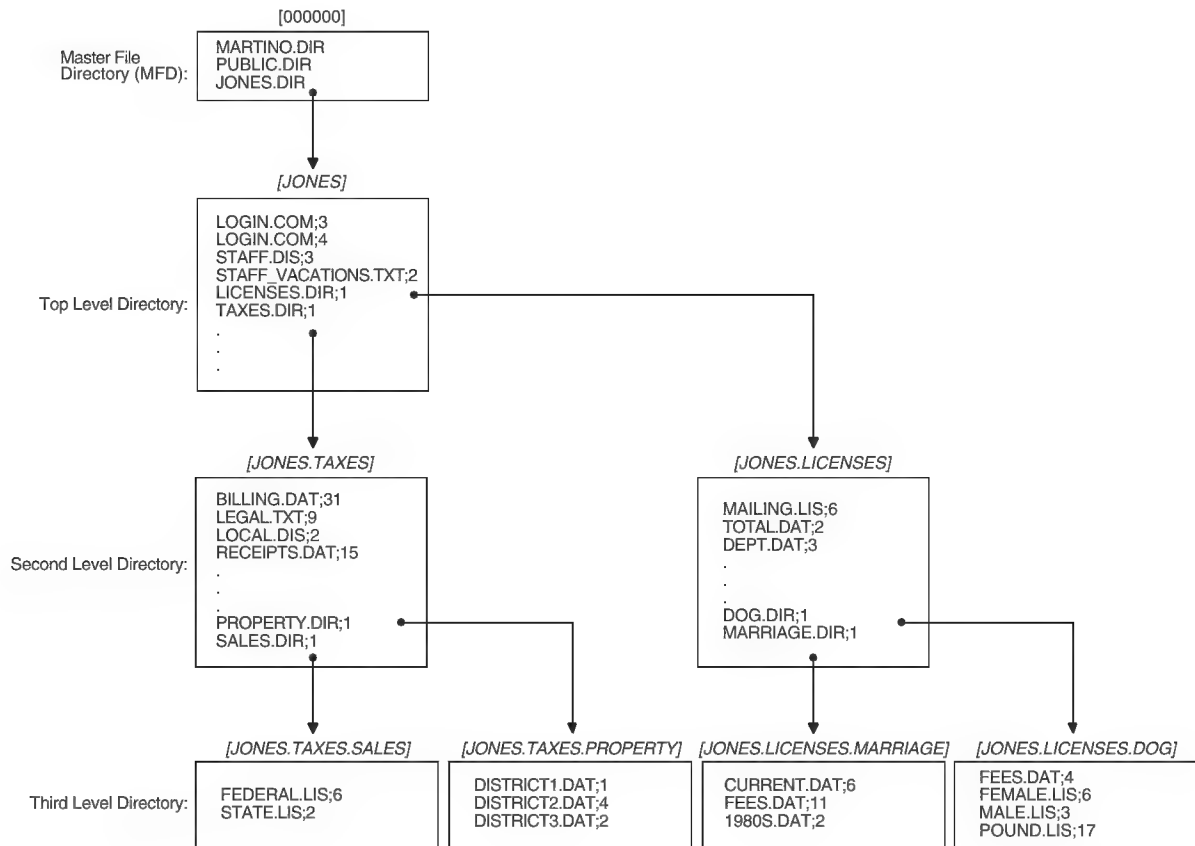 [000000]
Master File
Directory (MFD):
MARTINO.DIR
PUBLIC.DIR
JONES.DIR
[JONES]
Top Level Directory:
LOGIN.COM;3
LOGIN.COM;4
STAFF.DIS;3
STAFF_VACATIONS.TXT;2
LICENSES.DIR;1
TAXES.DIR;1
.
.
.
[JONES.TAXES]
Second Level Directory:
BILLING.DAT;31
LEGAL.TXT;9
LOCAL.DIS;2
RECEIPTS.DAT;15
.
.
.
PROPERTY.DIR;1
SALES.DIR;1
[JONES.LICENSES]
MAILING.LIS;6
TOTAL.DAT;2
DEPT.DAT;3
.
.
.
DOG.DIR;1
MARRIAGE.DIR;1
Third Level Directory:
[JONES.TAXES.SALES]
FEDERAL.LIS;6
STATE.LIS;2
[JONES.TAXES.PROPERTY]
DISTRICT1.DAT;1
DISTRICT2.DAT;4
DISTRICT3.DAT;2
[JONES.LICENSES.MARRIAGE]
CURRENT.DAT;6
FEES.DAT;11
1980S.DAT;2
[JONES.LICENSES.DOG]
FEES.DAT;4
FEMALE.LIS;6
MALE.LIS;3
POUND.LIS;17